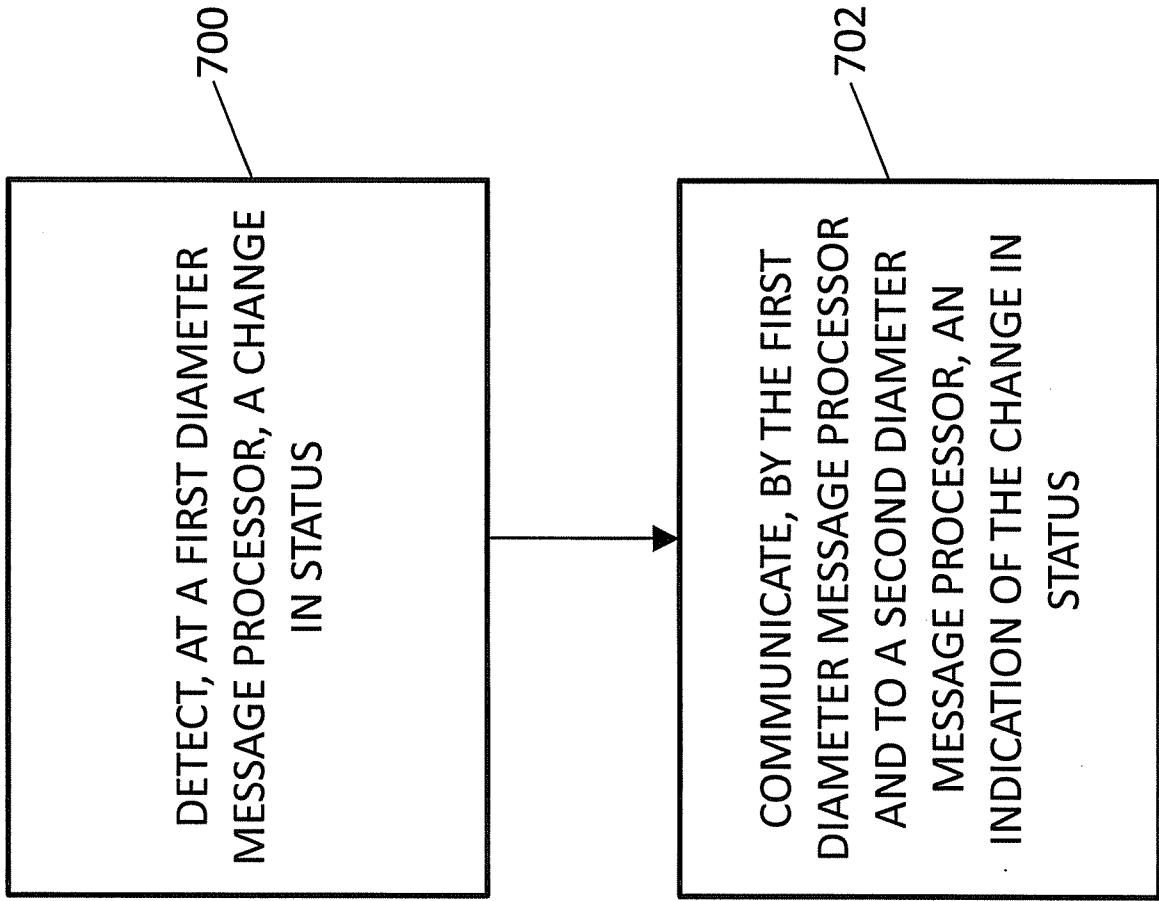 DETECT, AT A FIRST DIAMETER
MESSAGE PROCESSOR, A CHANGE
IN STATUS
700
COMMUNICATE, BY THE FIRST
DIAMETER MESSAGE PROCESSOR
AND TO A SECOND DIAMETER
MESSAGE PROCESSOR, AN
INDICATION OF THE CHANGE IN
STATUS
702